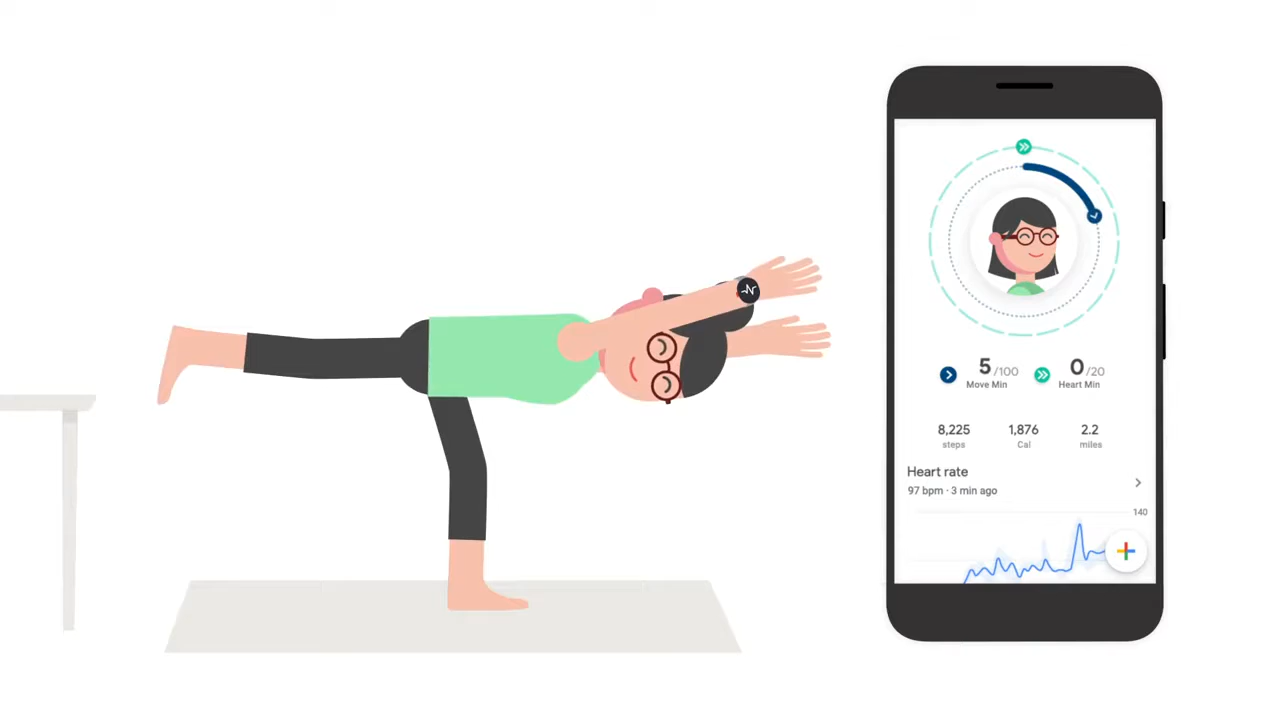 5 /100
Move Min
0 /20
Heart Min
8,225
steps
1,876
Cal
2.2
miles
Heart rate
97 bpm · 3 min ago
140